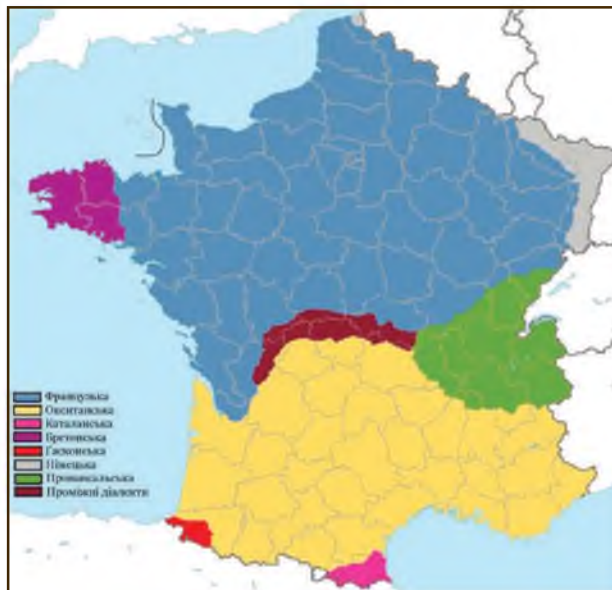 Французька
Окситанська
Каталанська
Бретонська
Гасконська
Німецька
Провансальська
Проміжні діалекти